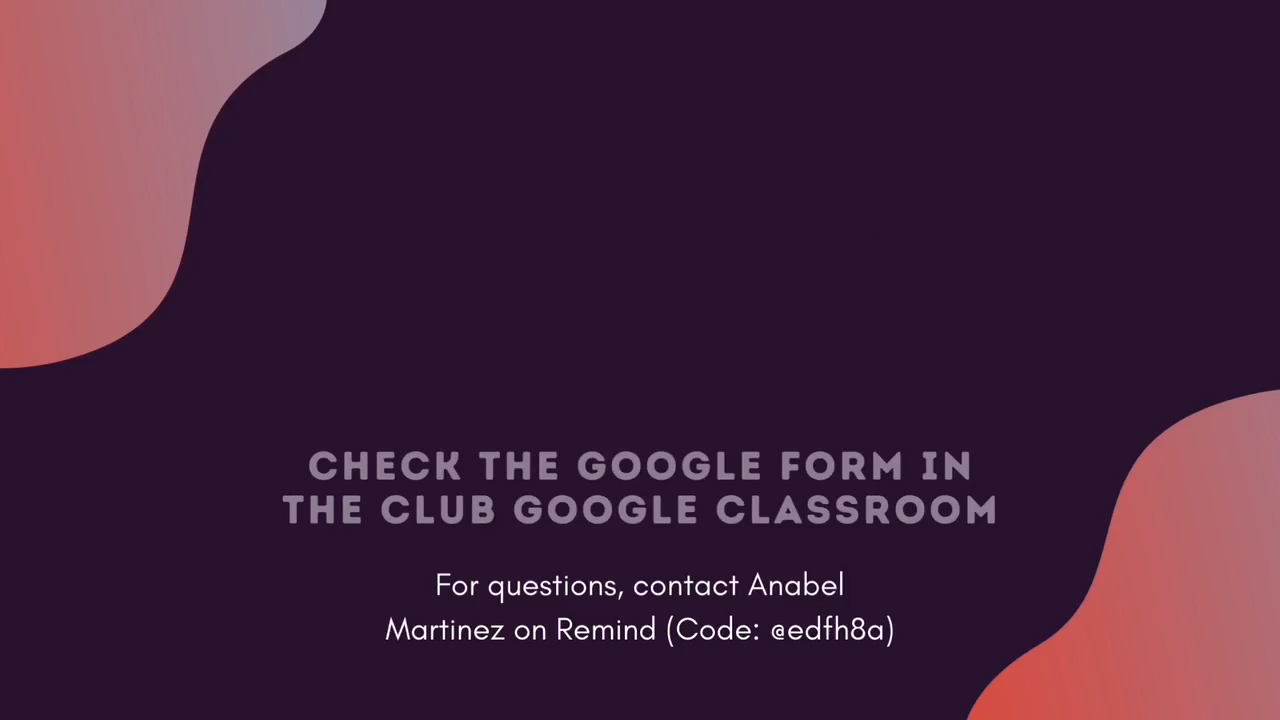 CHECK THE GOOGLE FORM IN
THE CLUB GOOGLE CLASSROOM
For questions, contact Anabel
Martinez on Remind (Code: @edfh8a)